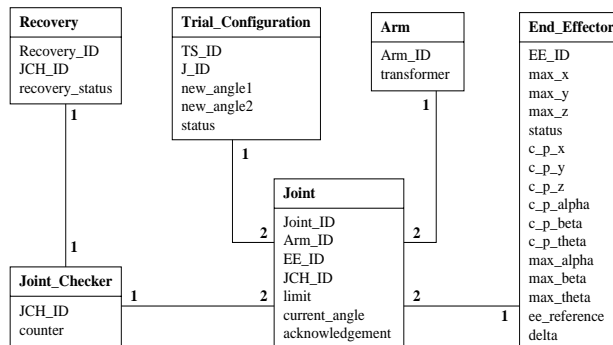 Recovery
Recovery_ID
JCH_ID
recovery_status
1
Trial_Configuration
TS_ID
J_ID
new_angle1
new_angle2
status
1
Arm
Arm_ID
transformer
1
End_Effector
EE_ID
max_x
max_y
max_z
status
c_p_x
c_p_y
c_p_z
c_p_alpha
c_p_beta
c_p_theta
max_alpha
max_beta
max_theta
ee_reference
delta
Joint
Joint_ID
Arm_ID
EE_ID
JCH_ID
limit
current_angle
acknowledgement
2
2
2
2
1
1
Joint_Checker
JCH_ID
counter
1